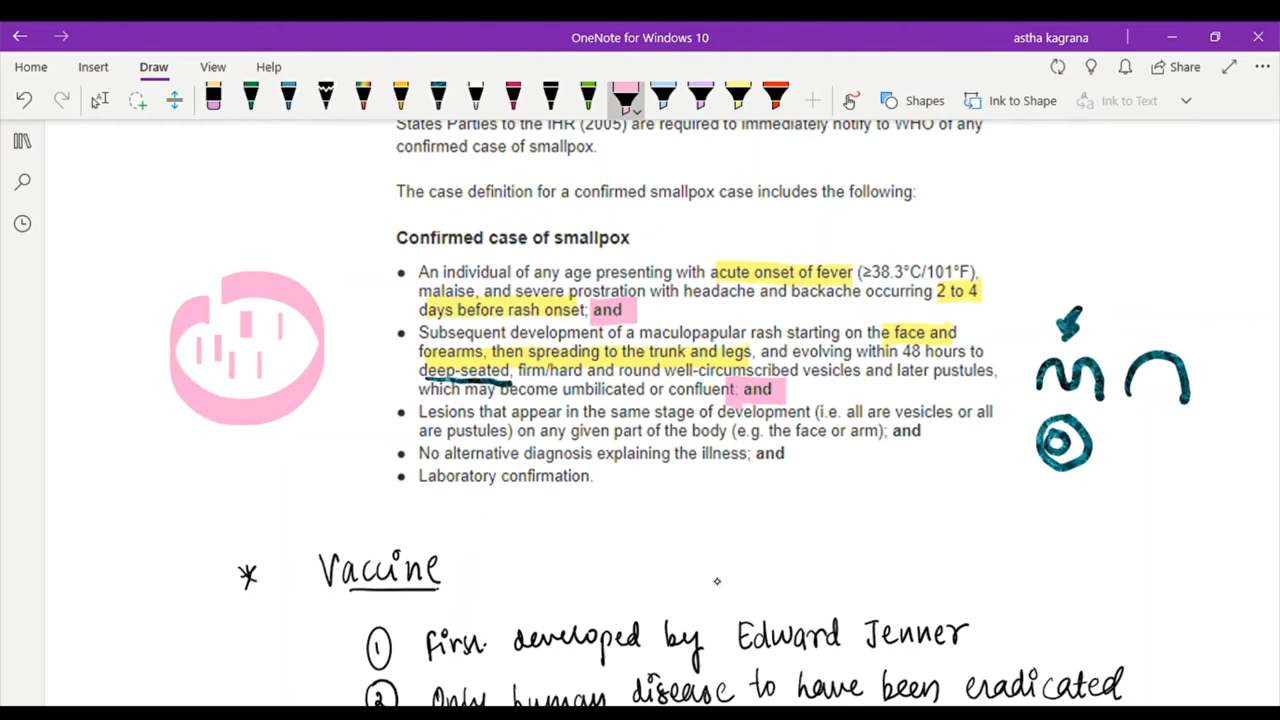 OneNote for Windows 10
astha kagrana
Home Insert Draw View Help
Share
Shapes Ink to Shape Ink to Text
States Parties to the IHR (2005) are required to immediately notify to WHO of any
confirmed case of smallpox.
The case definition for a confirmed smallpox case includes the following:
Confirmed case of smallpox
• An individual of any age presenting with acute onset of fever (≥38.3°C/101°F),
malaise, and severe prostration with headache and backache occurring 2 to 4
days before rash onset; and
• Subsequent development of a maculopapular rash starting on the face and
forearms, then spreading to the trunk and legs, and evolving within 48 hours to
deep-seated, firm/hard and round well-circumscribed vesicles and later pustules,
which may become umbilicated or confluent; and
• Lesions that appear in the same stage of development (i.e. all are vesicles or all
are pustules) on any given part of the body (e.g. the face or arm); and
• No alternative diagnosis explaining the illness; and
• Laboratory confirmation.
* Vaccine
① First developed by Edward Jenner
② Only human disease to have been eradicated